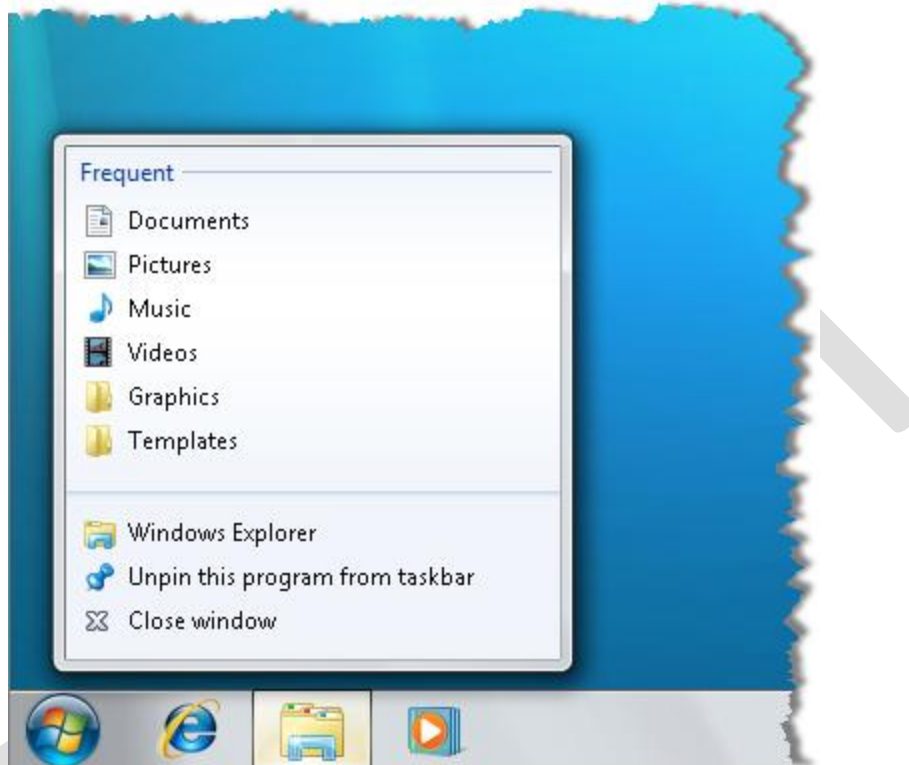 Frequent
Documents
Pictures
Music
Videos
Graphics
Templates
Windows Explorer
Unpin this program from taskbar
Close window